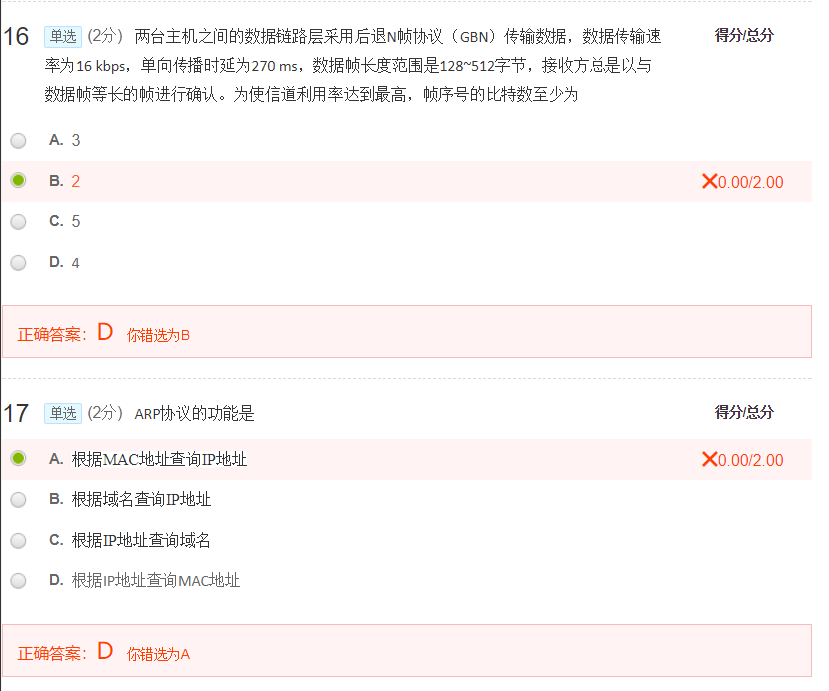 16 单选 (2分) 两台主机之间的数据链路层采用后退N帧协议（GBN）传输数据，数据传输速 得分/总分
率为16 kbps，单向传播时延为270 ms，数据帧长度范围是128~512字节，接收方总是以与
数据帧等长的帧进行确认。为使信道利用率达到最高，帧序号的比特数至少为
A. 3
B. 2 ✕0.00/2.00
C. 5
D. 4
正确答案：D 你错选为B
17 单选 (2分) ARP协议的功能是 得分/总分
A. 根据MAC地址查询IP地址 ✕0.00/2.00
B. 根据域名查询IP地址
C. 根据IP地址查询域名
D. 根据IP地址查询MAC地址
正确答案：D 你错选为A